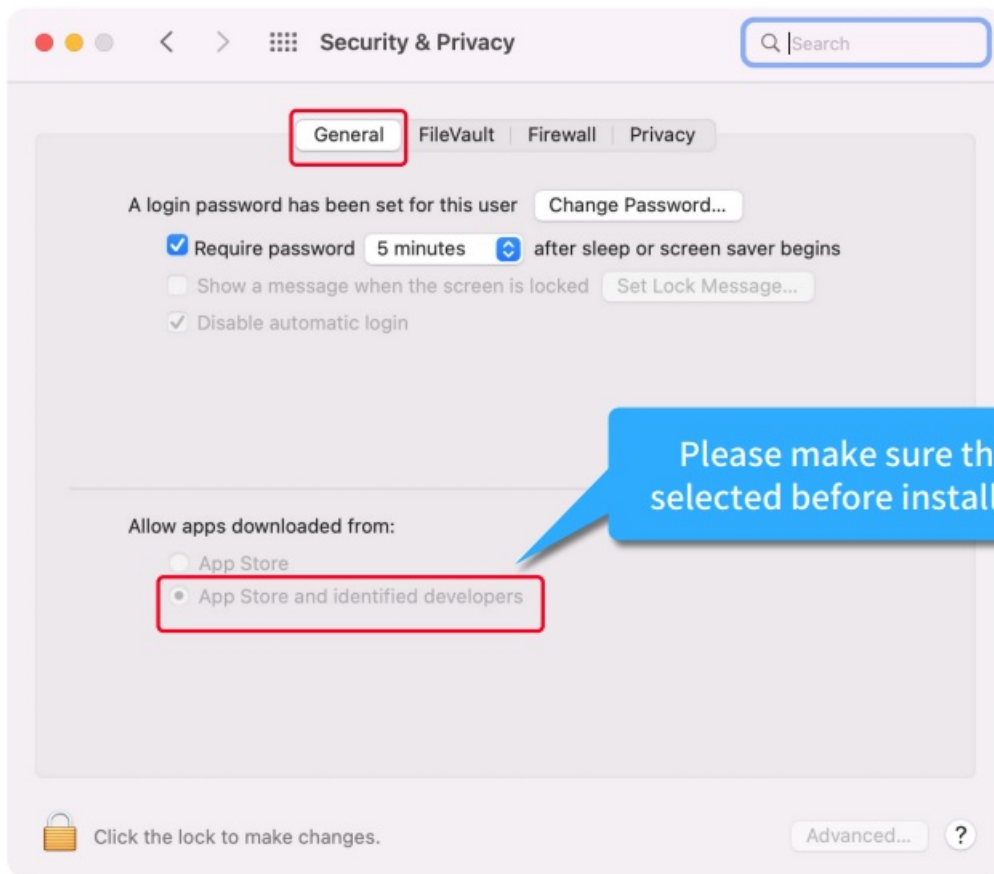 Security & Privacy
Search
General FileVault Firewall Privacy
A login password has been set for this user Change Password...
Require password 5 minutes after sleep or screen saver begins
Show a message when the screen is locked Set Lock Message...
Disable automatic login
Please make sure
selected before
Allow apps downloaded from:
App Store
App Store and identified developers
Click the lock to make changes.
Advanced... ?